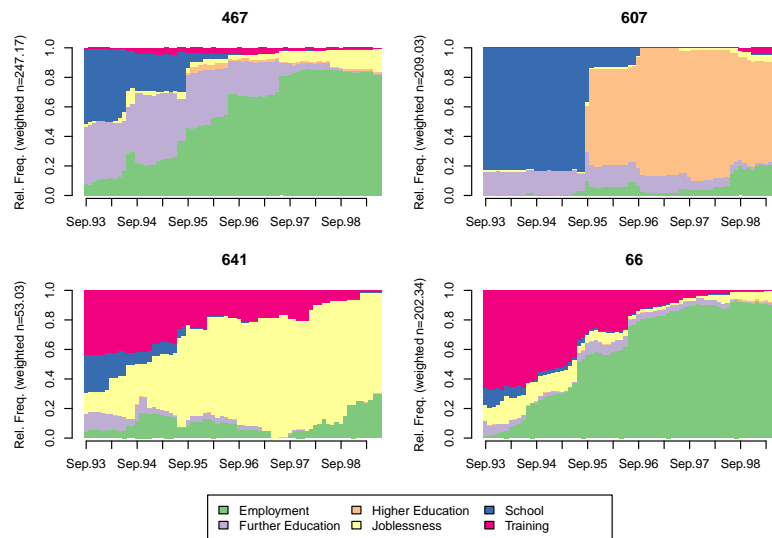 467
Rel. Freq. (weighted n=247.17)
1.0
0.8
0.6
0.4
0.2
0.0
Sep.93 Sep.94 Sep.95 Sep.96 Sep.97 Sep.98
607
Rel. Freq. (weighted n=209.03)
1.0
0.8
0.6
0.4
0.2
0.0
Sep.93 Sep.94 Sep.95 Sep.96 Sep.97 Sep.98
641
Rel. Freq. (weighted n=53.03)
1.0
0.8
0.6
0.4
0.2
0.0
Sep.93 Sep.94 Sep.95 Sep.96 Sep.97 Sep.98
66
Rel. Freq. (weighted n=202.34)
1.0
0.8
0.6
0.4
0.2
0.0
Sep.93 Sep.94 Sep.95 Sep.96 Sep.97 Sep.98
Employment Higher Education School
Further Education Joblessness Training